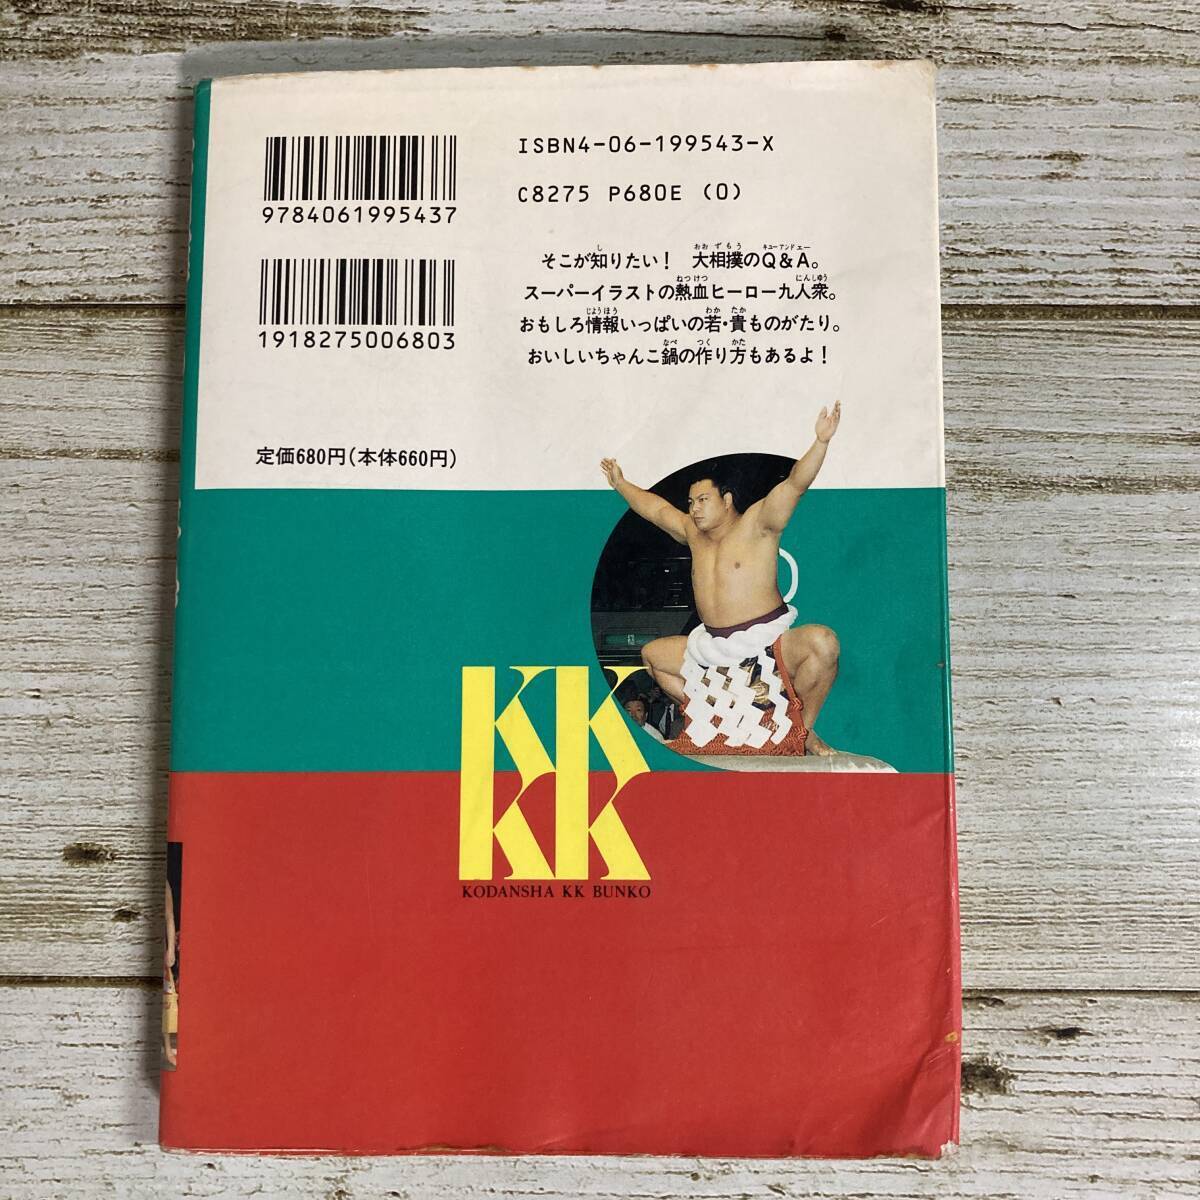 ISBN4-06-199543-X
9784061995437
C8275 P680E (0)
そこが知りたい! 大相撲のQ&A。
スーパーイラストの熱血ヒーロー九人衆。
おもしろ情報いっぱいの若・貴ものがたり。
おいしいちゃんこ鍋の作り方もあるよ!
1918275006803
定価680円(本体660円)
KK
KK
KODANSHA KK BUNKO